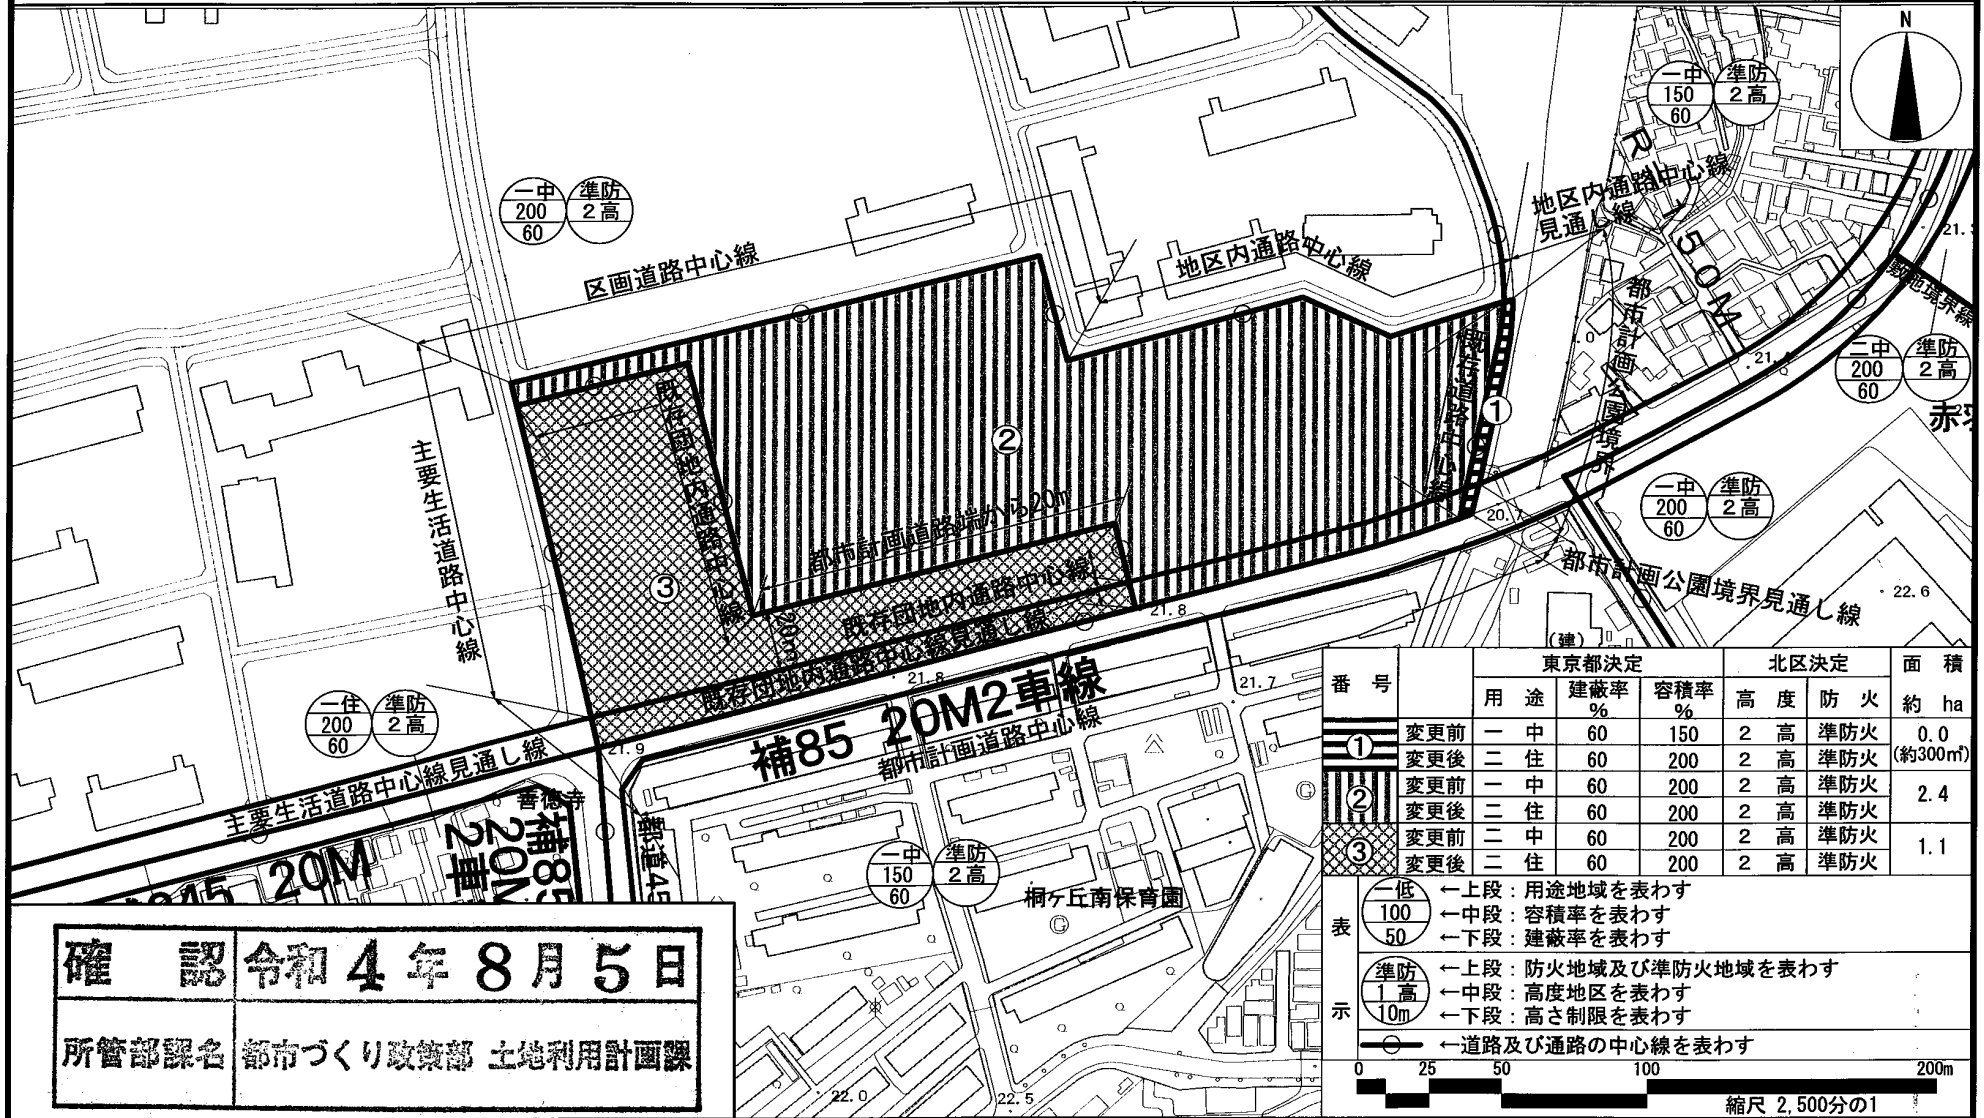 N
一中
150
60
準防
2高
RH=150M
地区内通路中心線
見通し線
一中
200
60
準防
2高
区画道路中心線
地区内通路中心線
都市計画公園境界
敷地境界線
21.4
二中
200
60
準防
2高
既存道路中心線
①
②
③
既存団地内通路中心線
主要生活道路中心線
都市計画道路端から20m
20m
既存団地内通路中心線
既存団地内通路中心線見通し線
20.7
一中
200
60
準防
2高
都市計画公園境界見通し線
22.6
21.8
21.8
21.7
21.9
(建)
一住
200
60
準防
2高
主要生活道路中心線見通し線
補85 20M2車線
都市計画道路中心線
善徳寺
補85
20M
2車
都道45
20M
一中
150
60
準防
2高
桐ヶ丘南保育園
22.0
22.5
確認 令和4年8月5日
所管部課名 都市づくり政策部 土地利用計画課
番号 東京都決定 北区決定 面積
用途 建蔽率% 容積率% 高度 防火 約 ha
① 変更前 一中 60 150 2高 準防火 0.0
変更後 二住 60 200 2高 準防火 (約300㎡)
② 変更前 一中 60 200 2高 準防火 2.4
変更後 二住 60 200 2高 準防火
③ 変更前 二中 60 200 2高 準防火 1.1
変更後 二住 60 200 2高 準防火
表示
一低 ←上段：用途地域を表わす
100 ←中段：容積率を表わす
50 ←下段：建蔽率を表わす
準防 ←上段：防火地域及び準防火地域を表わす
1高 ←中段：高度地区を表わす
10m ←下段：高さ制限を表わす
←道路及び通路の中心線を表わす
0 25 50 100 200m
縮尺 2,500分の1